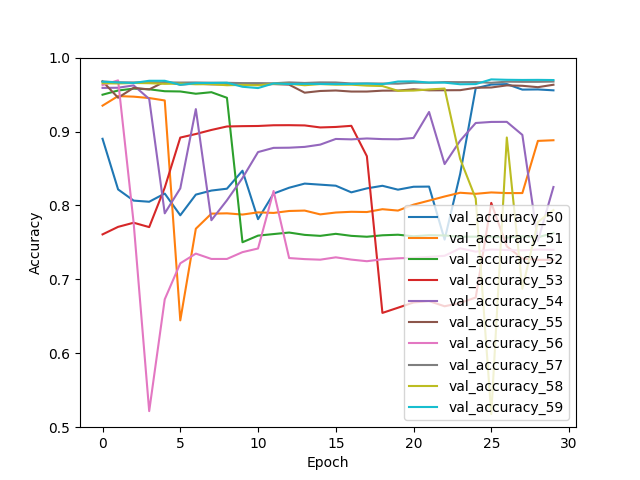 1.0
0.9
0.8
0.7
0.6
0.5
Accuracy
val_accuracy_50
val_accuracy_51
val_accuracy_52
val_accuracy_53
val_accuracy_54
val_accuracy_55
val_accuracy_56
val_accuracy_57
val_accuracy_58
val_accuracy_59
0 5 10 15 20 25 30
Epoch